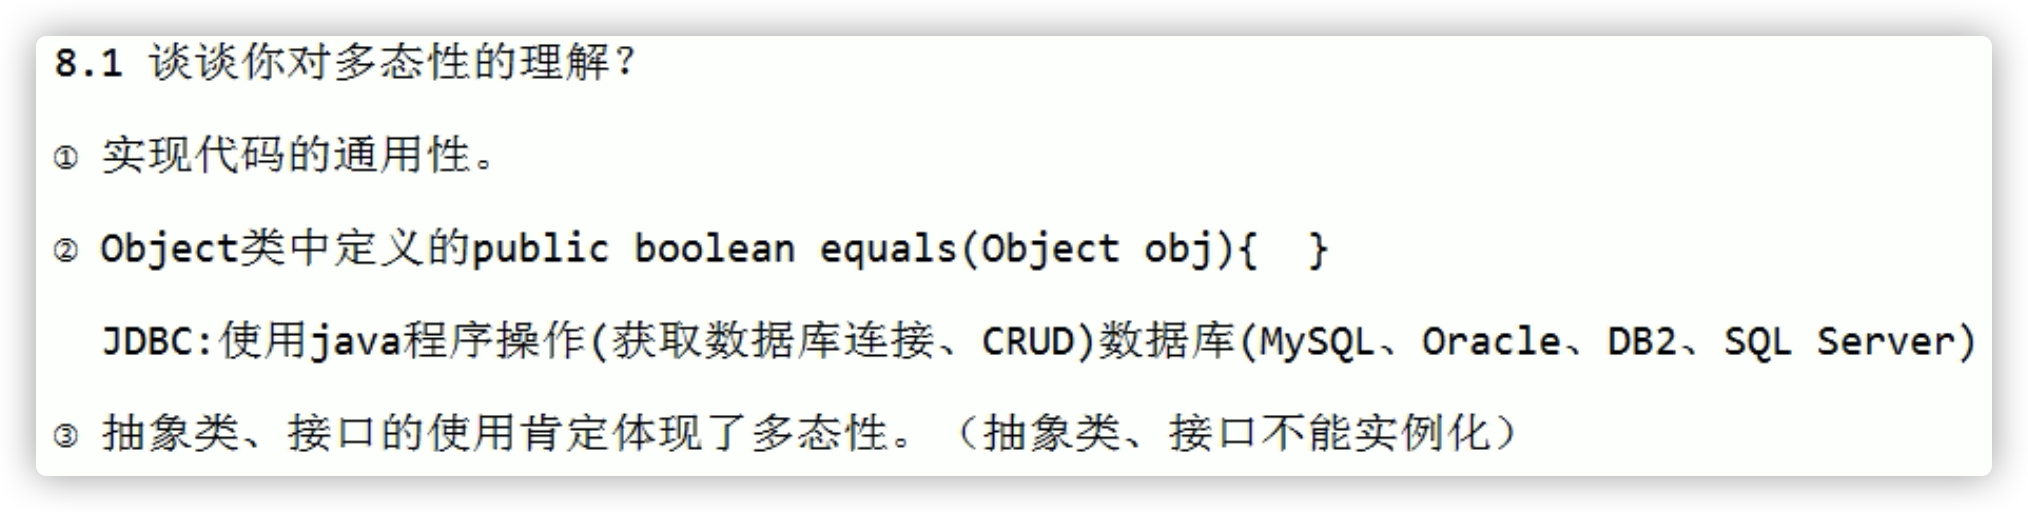 8.1 谈谈你对多态性的理解?
① 实现代码的通用性。
② Object类中定义的public boolean equals(Object obj){  }
JDBC:使用java程序操作(获取数据库连接、CRUD)数据库(MySQL、Oracle、DB2、SQL Server)
③ 抽象类、接口的使用肯定体现了多态性。（抽象类、接口不能实例化）